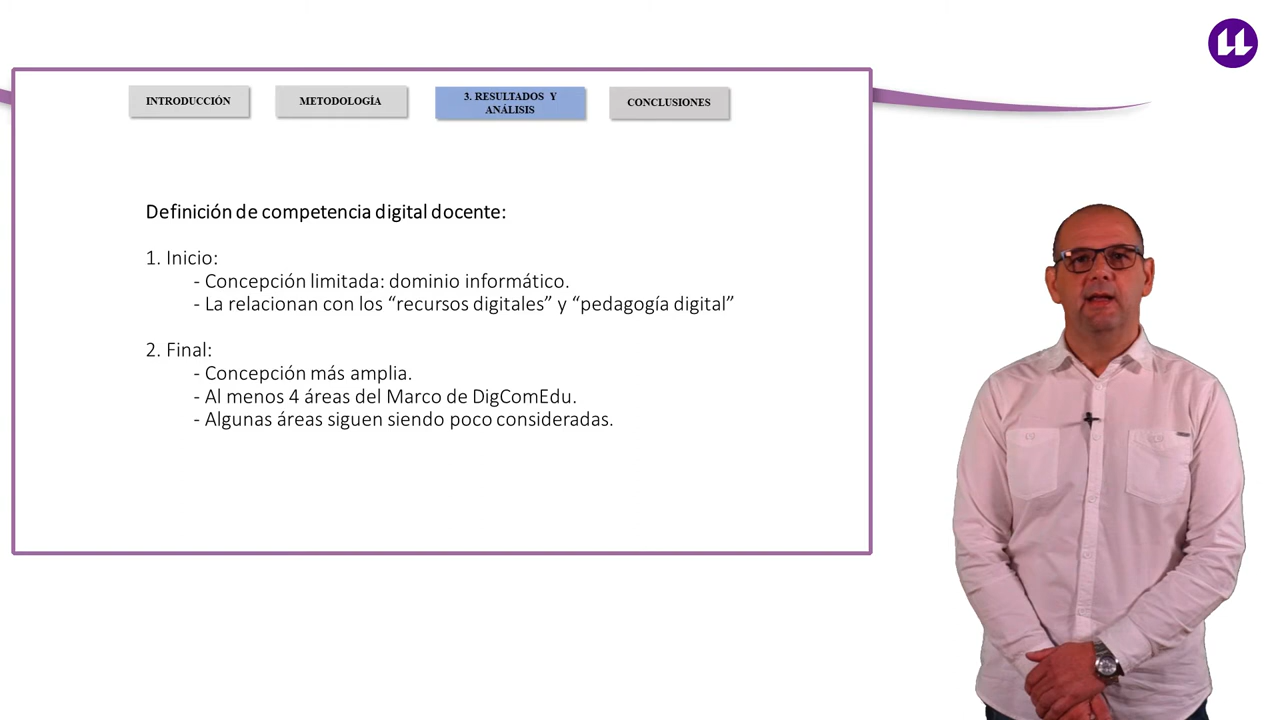 INTRODUCCIÓN
METODOLOGÍA
3. RESULTADOS Y
ANÁLISIS
CONCLUSIONES
Definición de competencia digital docente:
1. Inicio:
- Concepción limitada: dominio informático.
- La relacionan con los “recursos digitales” y “pedagogía digital”
2. Final:
- Concepción más amplia.
- Al menos 4 áreas del Marco de DigComEdu.
- Algunas áreas siguen siendo poco consideradas.